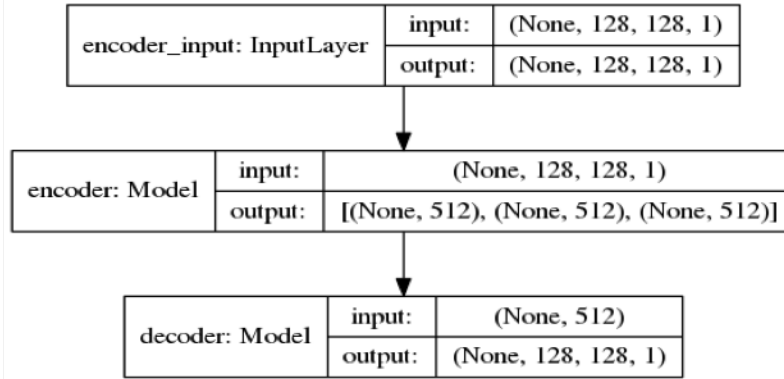 encoder_input: InputLayer
input: (None, 128, 128, 1)
output: (None, 128, 128, 1)
encoder: Model
input: (None, 128, 128, 1)
output: [(None, 512), (None, 512), (None, 512)]
decoder: Model
input: (None, 512)
output: (None, 128, 128, 1)